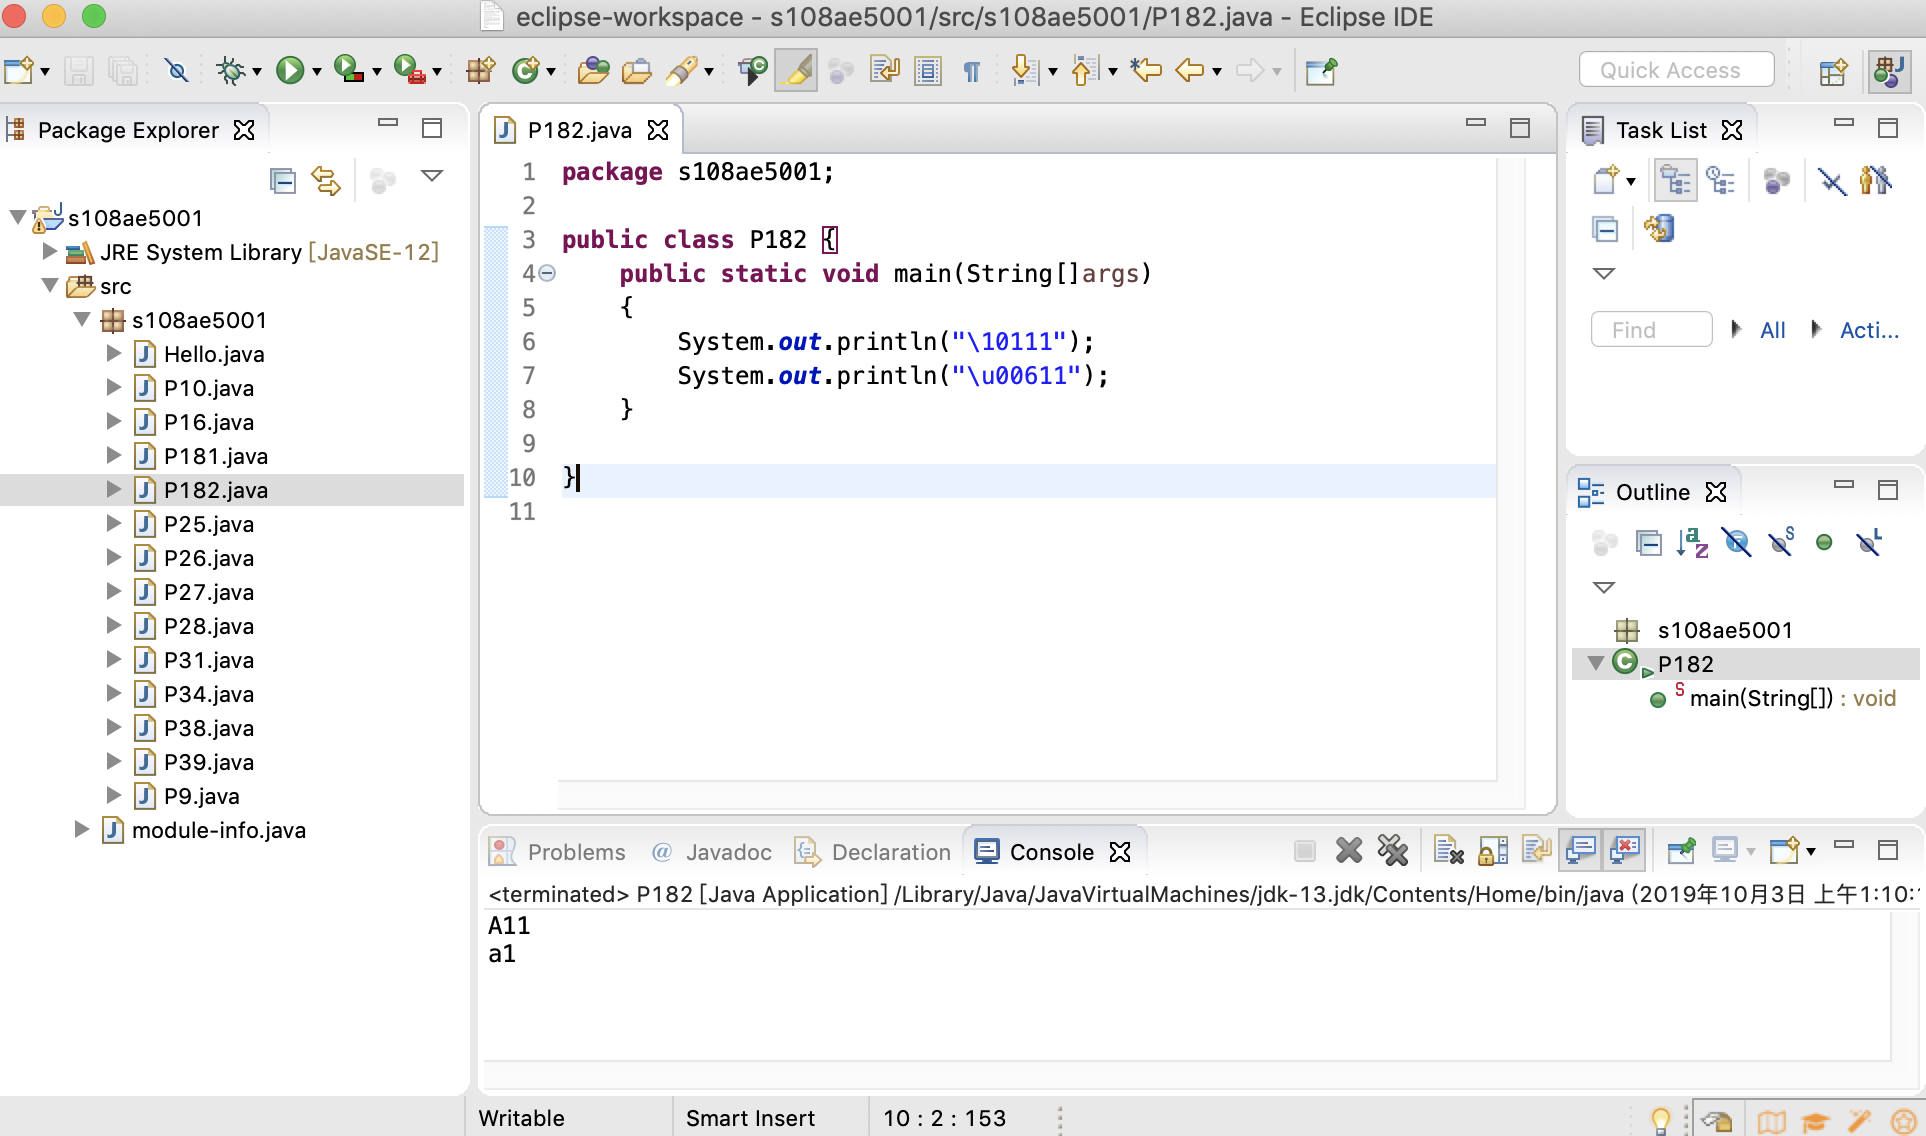 eclipse-workspace - s108ae5001/src/s108ae5001/P182.java - Eclipse IDE
Quick Access
Package Explorer
s108ae5001
JRE System Library [JavaSE-12]
src
s108ae5001
Hello.java
P10.java
P16.java
P181.java
P182.java
P25.java
P26.java
P27.java
P28.java
P31.java
P34.java
P38.java
P39.java
P9.java
module-info.java
P182.java
1 package s108ae5001;
2
3 public class P182 {
4 public static void main(String[]args)
5 {
6 System.out.println("\10111");
7 System.out.println("\u00611");
8 }
9
10 }
11
Task List
Find
All
Acti...
Outline
s108ae5001
P182
main(String[]) : void
Problems
Javadoc
Declaration
Console
<terminated> P182 [Java Application] /Library/Java/JavaVirtualMachines/jdk-13.jdk/Contents/Home/bin/java (2019年10月3日 上午1:10:
A11
a1
Writable
Smart Insert
10 : 2 : 153